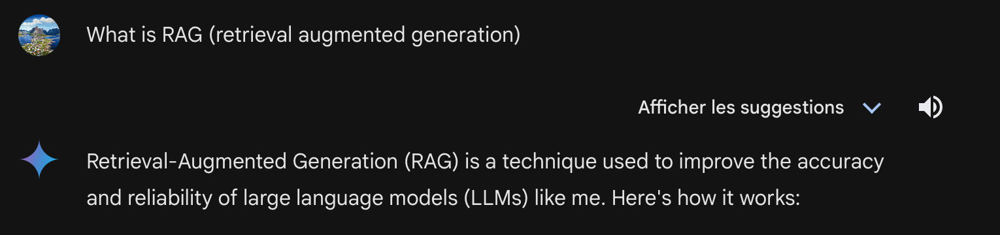 What is RAG (retrieval augmented generation)
Afficher les suggestions
Retrieval-Augmented Generation (RAG) is a technique used to improve the accuracy
and reliability of large language models (LLMs) like me. Here's how it works: